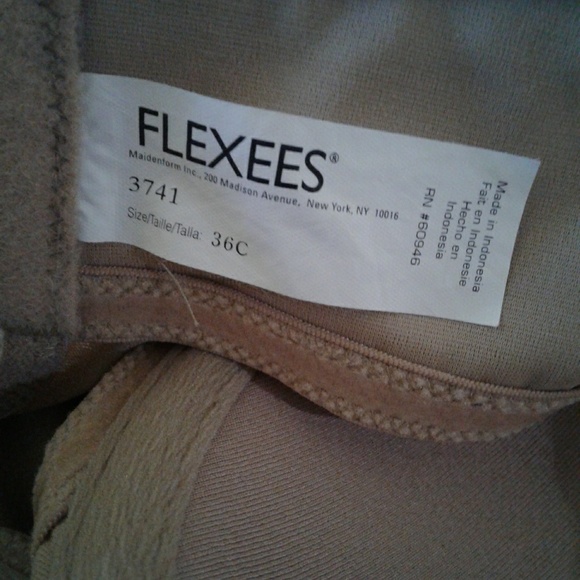 FLEXEES®
Maidenform Inc., 200 Madison Avenue, New York, NY 10016
3741
Size/Taille/Talla: 36C
Made in Indonesia
Fait en Indonesie
Hecho en
Indonesia
RN #60946